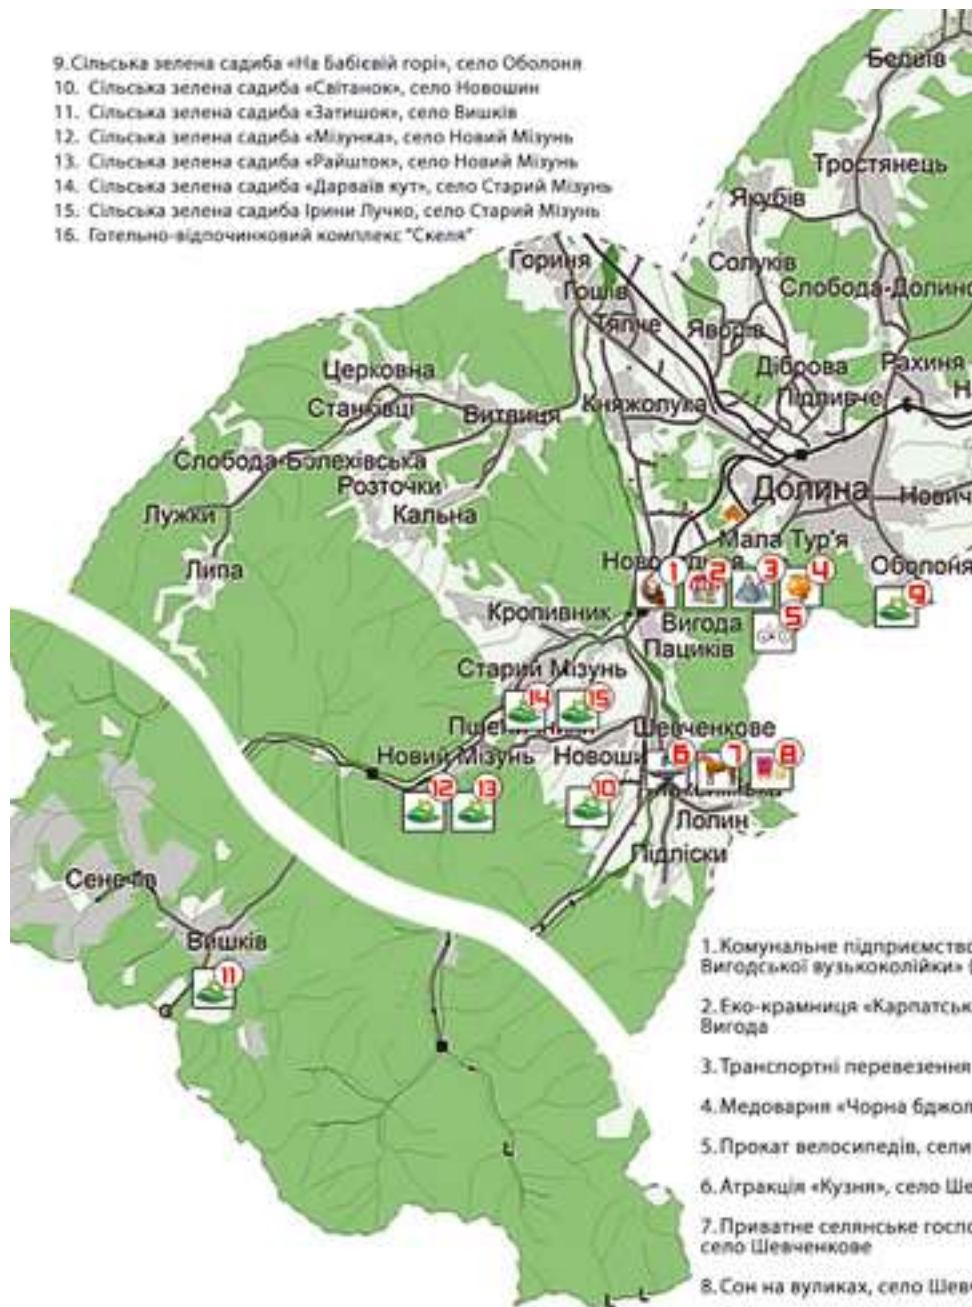 9.Сільська зелена садиба «На Бабієвій горі», село Оболоня
10. Сільська зелена садиба «Світанок», село Новошин
11. Сільська зелена садиба «Затишок», село Вишків
12. Сільська зелена садиба «Мізунка», село Новий Мізунь
13. Сільська зелена садиба «Райшток», село Новий Мізунь
14. Сільська зелена садиба «Дарваїв кут», село Старий Мізунь
15. Сільська зелена садиба Ірини Лучко, село Старий Мізунь
16. Готельно-відпочинковий комплекс "Скеля"
Бедвїв
Тростянець
Якубів
Гориня
Солуків
Гошів
Слобода-Долинс
Тяпче
Яворів
Церковна
Діброва
Рахиня
Станківці
Витвиця
Княжолука
Підливче
Н
Слобода-Болехівська
Розточки
Долина
Нович
Лужки
Кальна
Мала Тур'я
Липа
Оболоня
1 2 3 4
9
Кропивник
Вигода
5
Пациків
Старий Мізунь
14 15
Шевченкове
Новий Мізунь
Новоши
6 7 8
12 13
10
Лопин
Підліски
Сенечів
Вишків
11
1.Комунальне підприємство
Вигодської вузькоколійки» (
2.Еко-крамниця «Карпатськ
Вигода
3.Транспортні перевезення
4.Медоварня «Чорна бджол
5.Прокат велосипедів, сели
6.Атракція «Кузня», село Ше
7.Приватне селянське госпо
село Шевченкове
8.Сон на вуликах, село Шев